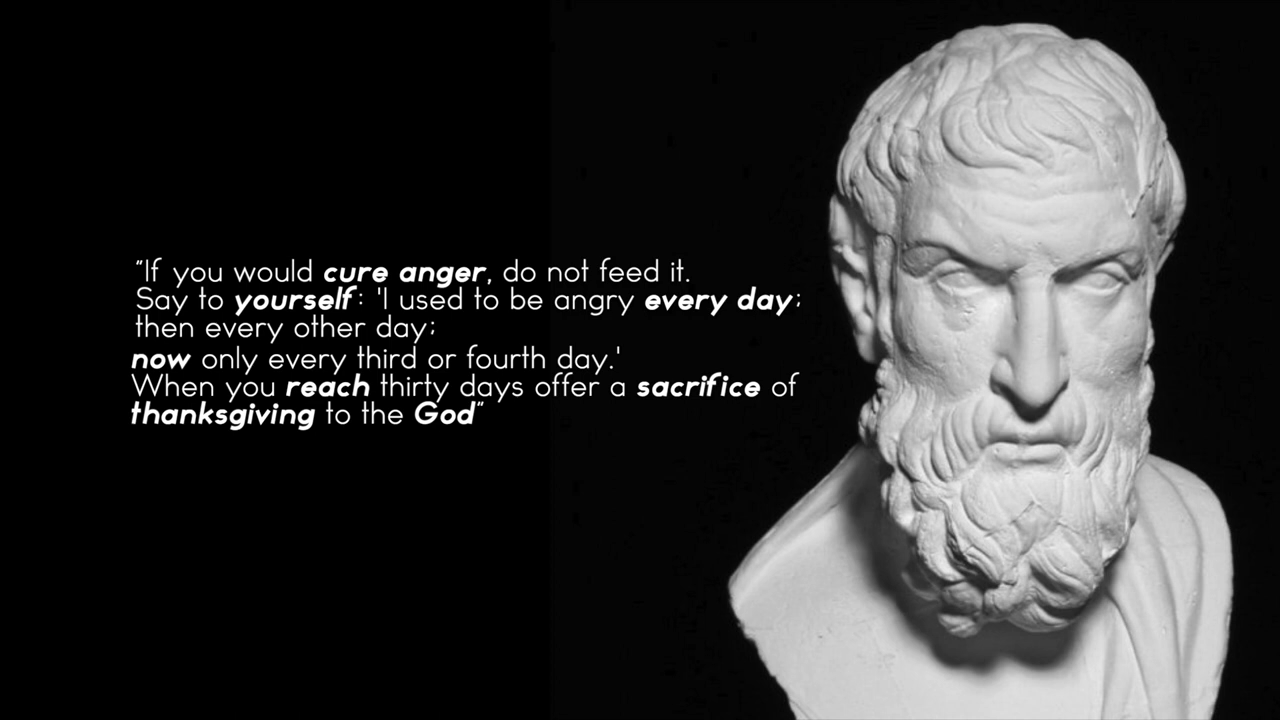 "If you would cure anger, do not feed it.
Say to yourself: 'I used to be angry every day;
then every other day;
now only every third or fourth day.'
When you reach thirty days offer a sacrifice of
thanksgiving to the God"